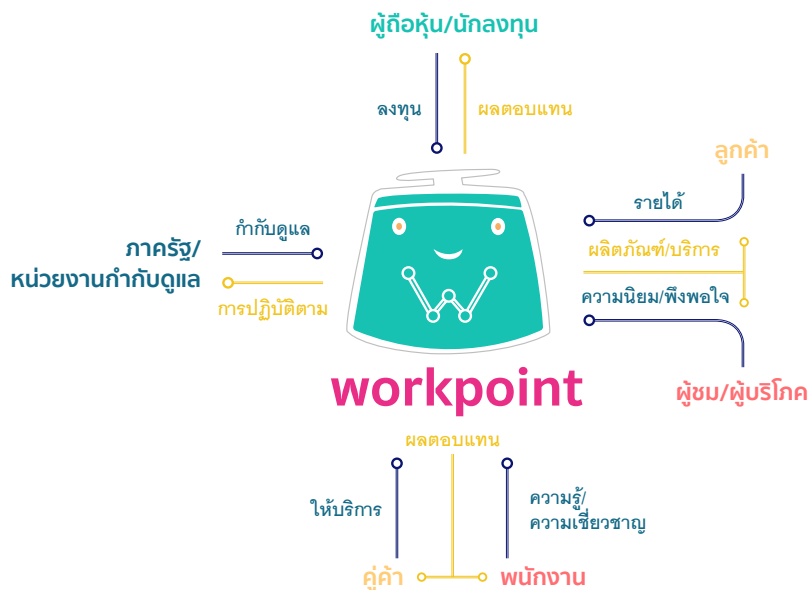 ผู้ถือหุ้น/นักลงทุน
ลงทุน
ผลตอบแทน
ลูกค้า
รายได้
ผลิตภัณฑ์/บริการ
ความนิยม/พึงพอใจ
ผู้ชม/ผู้บริโภค
กำกับดูแล
ภาครัฐ/
หน่วยงานกำกับดูแล
การปฏิบัติตาม
workpoint
ผลตอบแทน
ให้บริการ
ความรู้/
ความเชี่ยวชาญ
คู่ค้า
พนักงาน